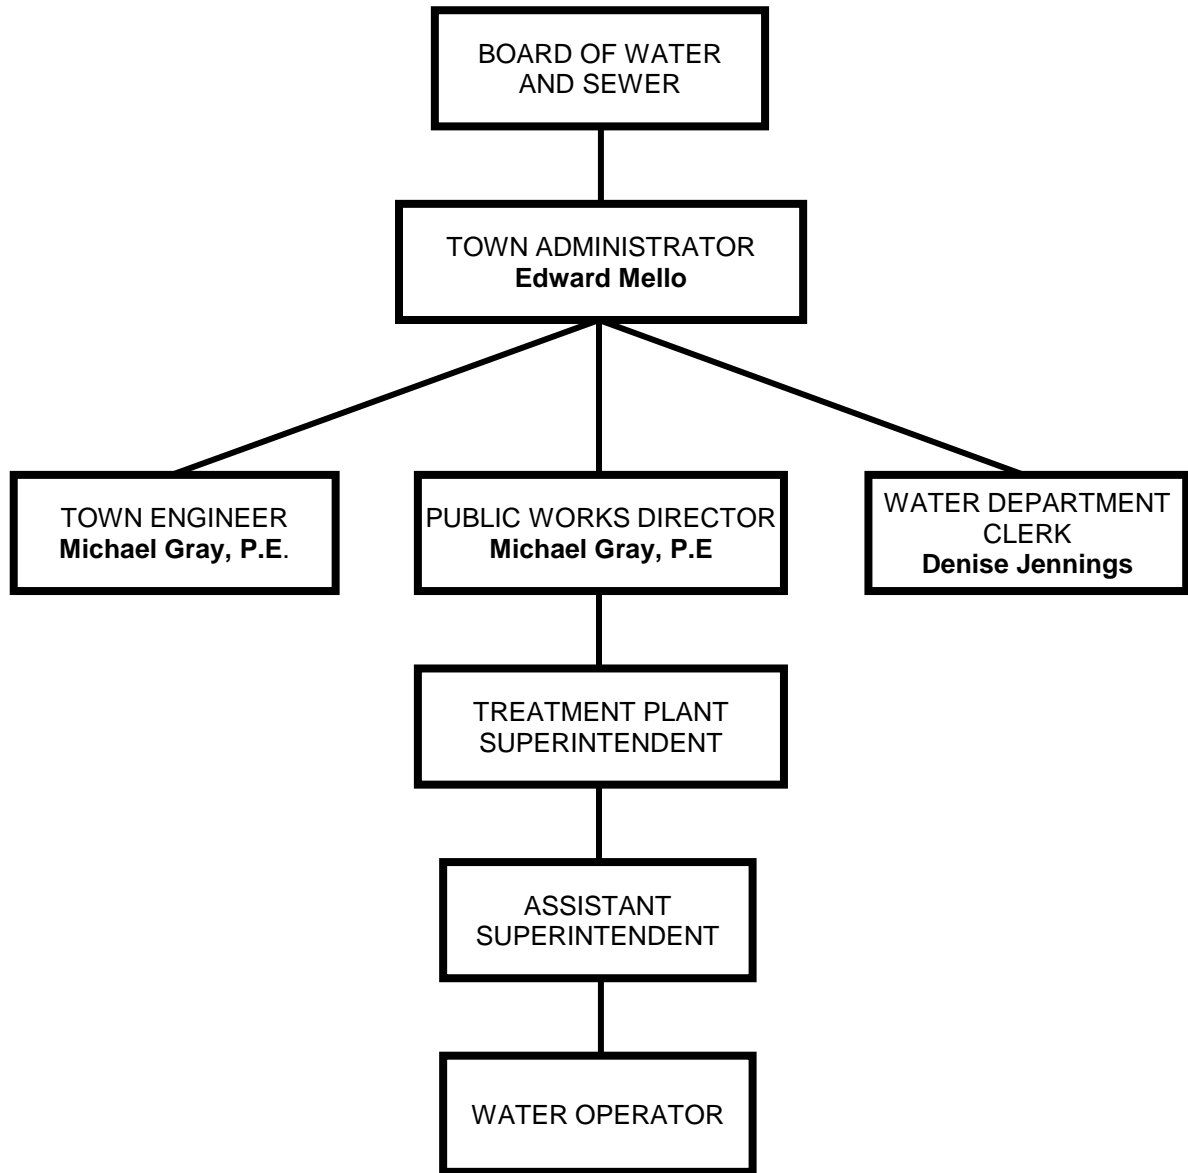 BOARD OF WATER
AND SEWER
TOWN ADMINISTRATOR
Edward Mello
TOWN ENGINEER
Michael Gray, P.E.
PUBLIC WORKS DIRECTOR
Michael Gray, P.E
WATER DEPARTMENT
CLERK
Denise Jennings
TREATMENT PLANT
SUPERINTENDENT
ASSISTANT
SUPERINTENDENT
WATER OPERATOR